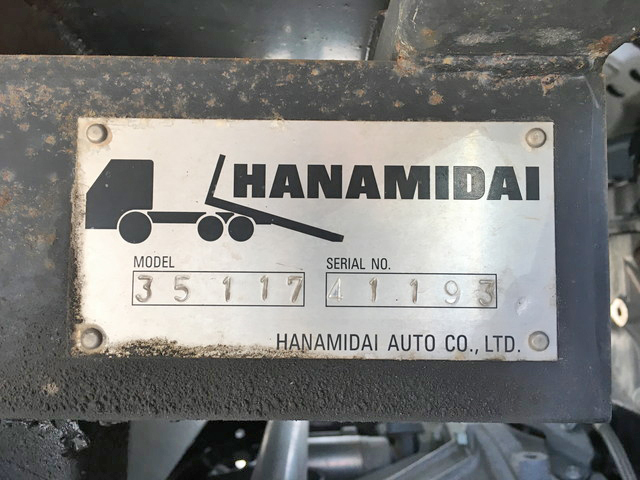 HANAMIDAI
MODEL SERIAL NO.
35117 41193
HANAMIDAI AUTO CO., LTD.